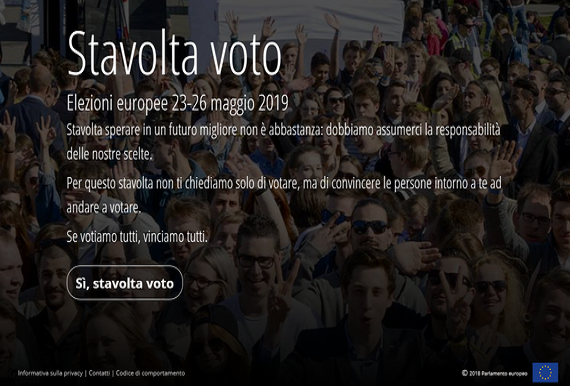 Stavolta voto
Elezioni europee 23-26 maggio 2019
Stavolta sperare in un futuro migliore non è abbastanza: dobbiamo assumerci la responsabilità
delle nostre scelte.
Per questo stavolta non ti chiediamo solo di votare, ma di convincere le persone intorno a te ad
andare a votare.
Se votiamo tutti, vinciamo tutti.
Sì, stavolta voto
Informativa sulla privacy | Contatti | Codice di comportamento
© 2018 Parlamento europeo